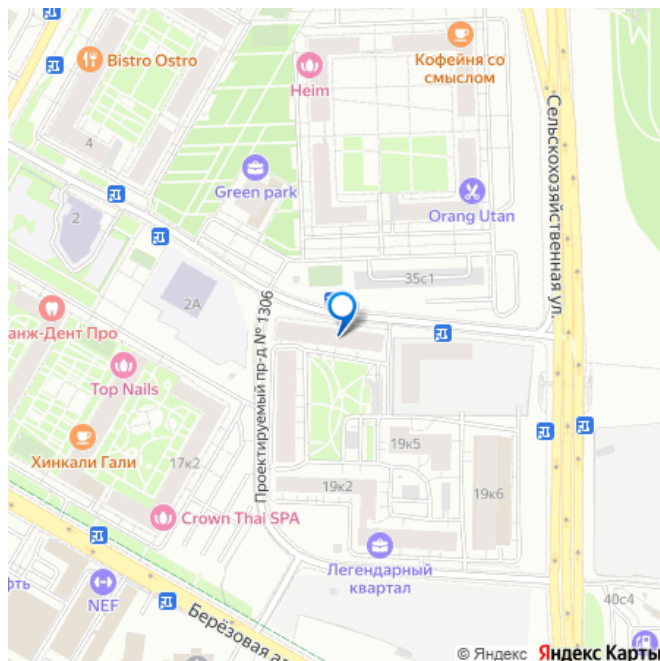 Bistro Ostro
Кофейня со
смыслом
Heim
4
Green park
Orang Utan
Сельскохозяйственная ул.
2
35с1
2А
Проектируемый пр-д № 1306
анж-Дент Про
Top Nails
Хинкали Гали
17к2
19к5
19к2
19к6
Crown Thai SPA
Легендарный
квартал
фть
NEF
Берёзовая ал
40с4
© Яндекс Яндекс Карты